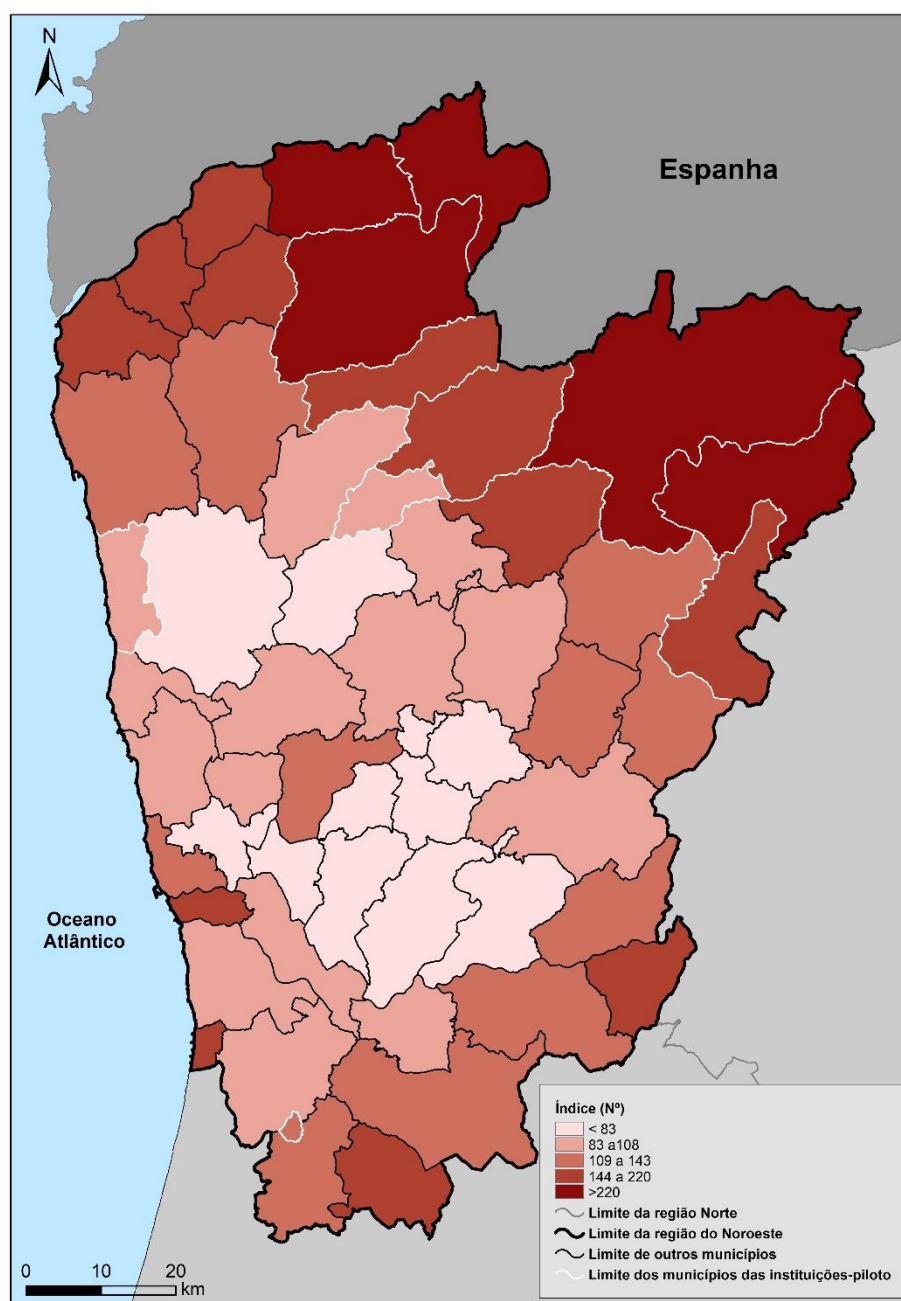 N
Espanha
Oceano
Atlântico
Índice (Nº)
< 83
83 a108
109 a 143
144 a 220
>220
Limite da região Norte
Limite da região do Noroeste
Limite de outros municípios
Limite dos municípios das instituições-piloto
0 10 20
km